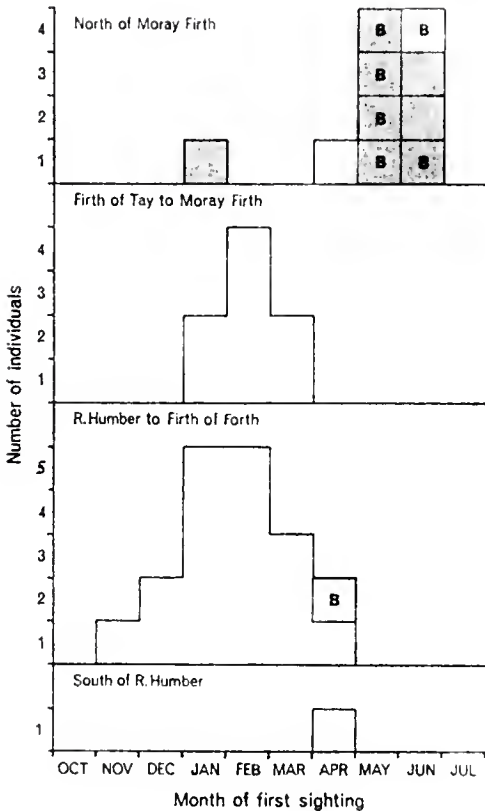 North of Moray Firth
4
B
B
3
B
2
B
1
B
B
Firth of Tay to Moray Firth
4
3
2
1
Number of individuals
R. Humber to Firth of Forth
5
4
3
2
B
1
South of R. Humber
1
OCT NOV DEC JAN FEB MAR APR MAY JUN JUL
Month of first sighting